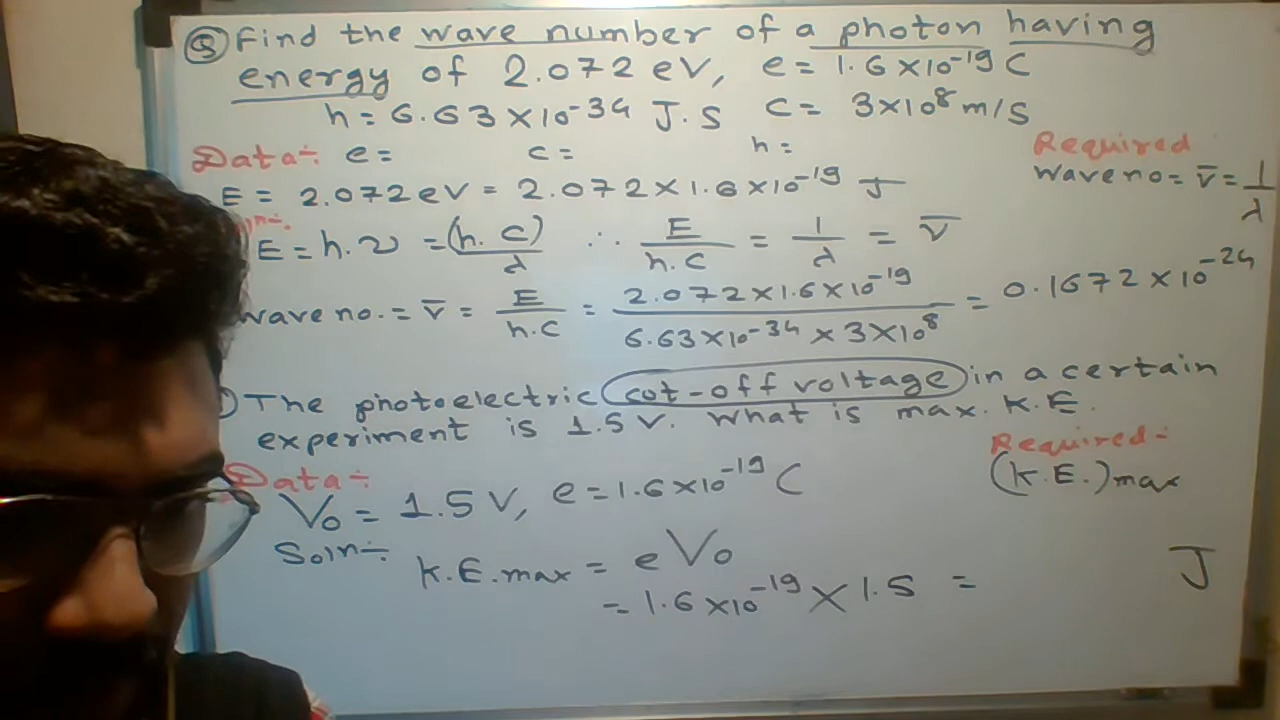 Q Find the wave number of a photon having
energy of 2.072 eV, e = 1.6 × 10⁻¹⁹ C
h = 6.63 × 10⁻³⁴ J.S C = 3×10⁸ m/s
Data÷ e = C = h =
Required
E = 2.072 eV = 2.072 × 1.6 × 10⁻¹⁹ J
Wave no = ν̄ = 1/λ
E = h.ν = (h.C)/λ ∴ E/h.C = 1/λ = ν̄
Wave no. = ν̄ = E/h.C = 2.072×1.6×10⁻¹⁹ / 6.63×10⁻³⁴ × 3×10⁸ = 0.1672 × 10⁻²⁴
The photoelectric cut-off voltage in a certain
experiment is 1.5 V. What is max. K.E.
Data÷
Required÷
V₀ = 1.5 V, e = 1.6 × 10⁻¹⁹ C
(K.E.)max
Soln÷
K.E.max = eV₀
= 1.6 × 10⁻¹⁹ × 1.5 = J